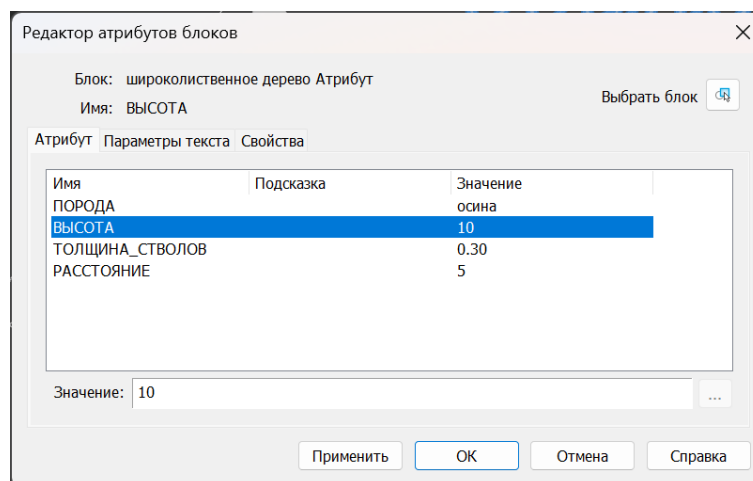 Редактор атрибутов блоков
Блок: широколиственное дерево Атрибут
Имя: ВЫСОТА
Выбрать блок
Атрибут Параметры текста Свойства
Имя Подсказка Значение
ПОРОДА осина
ВЫСОТА 10
ТОЛЩИНА_СТВОЛОВ 0.30
РАССТОЯНИЕ 5
Значение: 10 ...
Применить ОК Отмена Справка